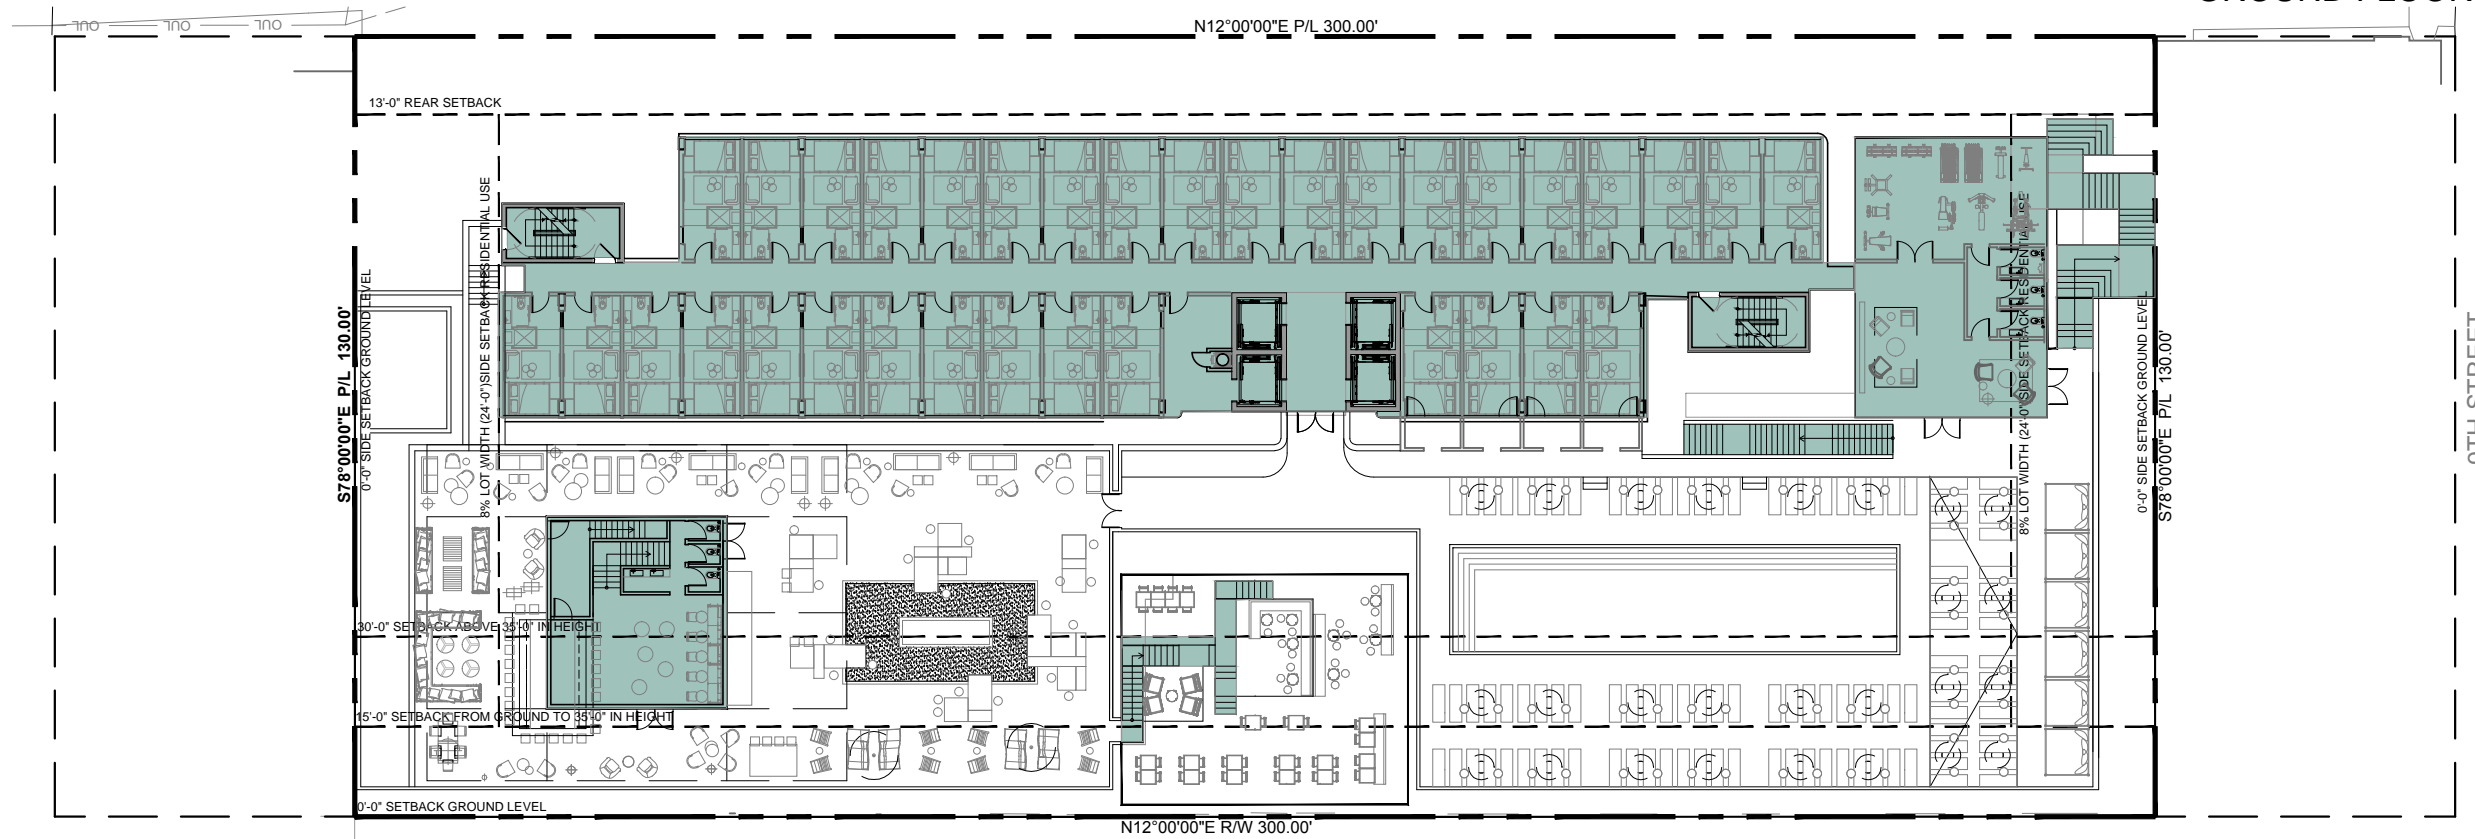 N12°00'00"E P/L 300.00'
OUL
OUL
OUL
13'-0" REAR SETBACK
S78°00'00"E P/L 130.00'
0'-0" SIDE SETBACK GROUND LEVEL
8% LOT WIDTH (24'-0")SIDE SETBACK RESIDENTIAL USE
8% LOT WIDTH (24'-0")SIDE SETBACK RESIDENTIAL USE
0'-0" SIDE SETBACK GROUND LEVEL
S78°00'00"E P/L 130.00'
30'-0" SETBACK ABOVE 35'-0" IN HEIGHT
15'-0" SETBACK FROM GROUND TO 35'-0" IN HEIGHT
0'-0" SETBACK GROUND LEVEL
N12°00'00"E R/W 300.00'